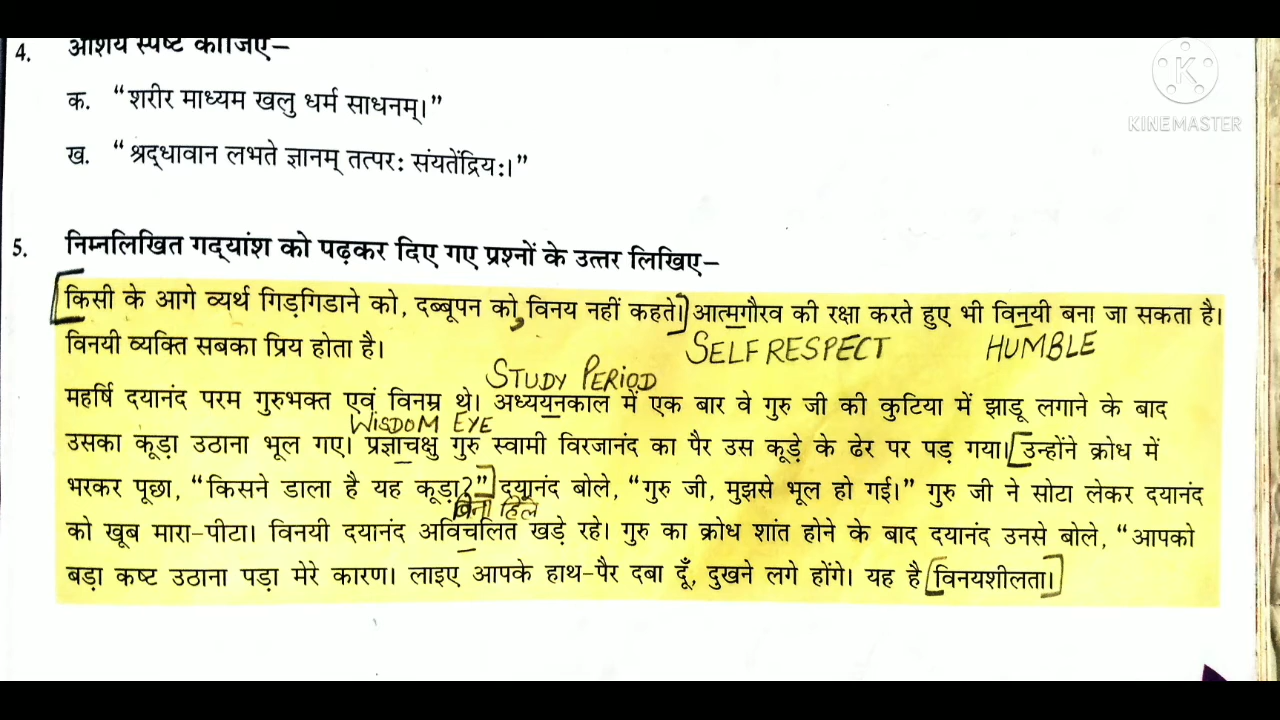 4. आशय स्पष्ट कीजिए–
KINEMASTER
क. “शरीर माध्यम खलु धर्म साधनम्।”
ख. “श्रद्धावान लभते ज्ञानम् तत्परः संयतेंद्रियः।”
5. निम्नलिखित गद्यांश को पढ़कर दिए गए प्रश्नों के उत्तर लिखिए–
[किसी के आगे व्यर्थ गिड़गिडाने को, दब्बूपन को, विनय नहीं कहते।] आत्मगौरव की रक्षा करते हुए भी विनयी बना जा सकता है।
विनयी व्यक्ति सबका प्रिय होता है।
SELF RESPECT HUMBLE
STUDY PERIOD
महर्षि दयानंद परम गुरुभक्त एवं विनम्र थे। अध्ययनकाल में एक बार वे गुरु जी की कुटिया में झाडू लगाने के बाद
WISDOM EYE
उसका कूड़ा उठाना भूल गए। प्रज्ञाचक्षु गुरु स्वामी विरजानंद का पैर उस कूड़े के ढेर पर पड़ गया। [उन्होंने क्रोध में
भरकर पूछा, “किसने डाला है यह कूड़ा?”] दयानंद बोले, “गुरु जी, मुझसे भूल हो गई।” गुरु जी ने सोटा लेकर दयानंद
बिना हिले
को खूब मारा-पीटा। विनयी दयानंद अविचलित खड़े रहे। गुरु का क्रोध शांत होने के बाद दयानंद उनसे बोले, “आपको
बड़ा कष्ट उठाना पड़ा मेरे कारण। लाइए आपके हाथ-पैर दबा दूँ, दुखने लगे होंगे। यह है [विनयशीलता।]